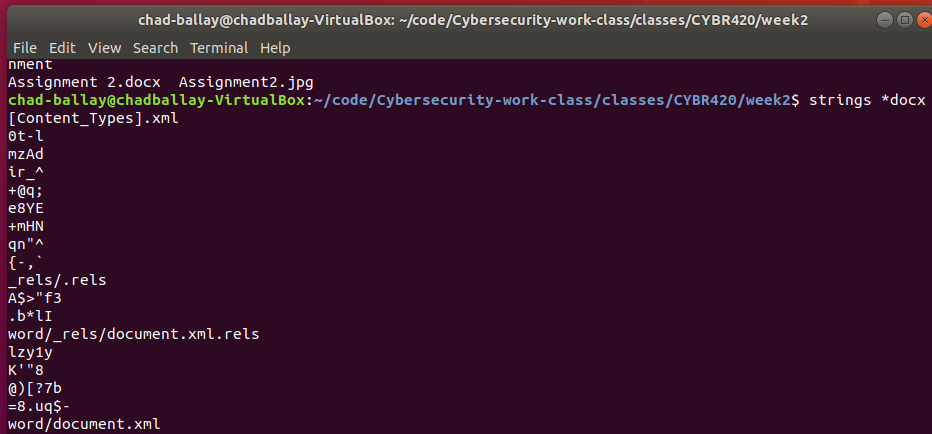 chad-ballay@chadballay-VirtualBox: ~/code/Cybersecurity-work-class/classes/CYBR420/week2
File Edit View Search Terminal Help
nment
Assignment 2.docx  Assignment2.jpg
chad-ballay@chadballay-VirtualBox:~/code/Cybersecurity-work-class/classes/CYBR420/week2$ strings *docx
[Content_Types].xml
0t-l
mzAd
ir_^
+@q;
e8YE
+mHN
qn"^
{-,`
_rels/.rels
A$>"f3
.b*lI
word/_rels/document.xml.rels
lzy1y
K'"8
@)[?7b
=8.uq$-
word/document.xml